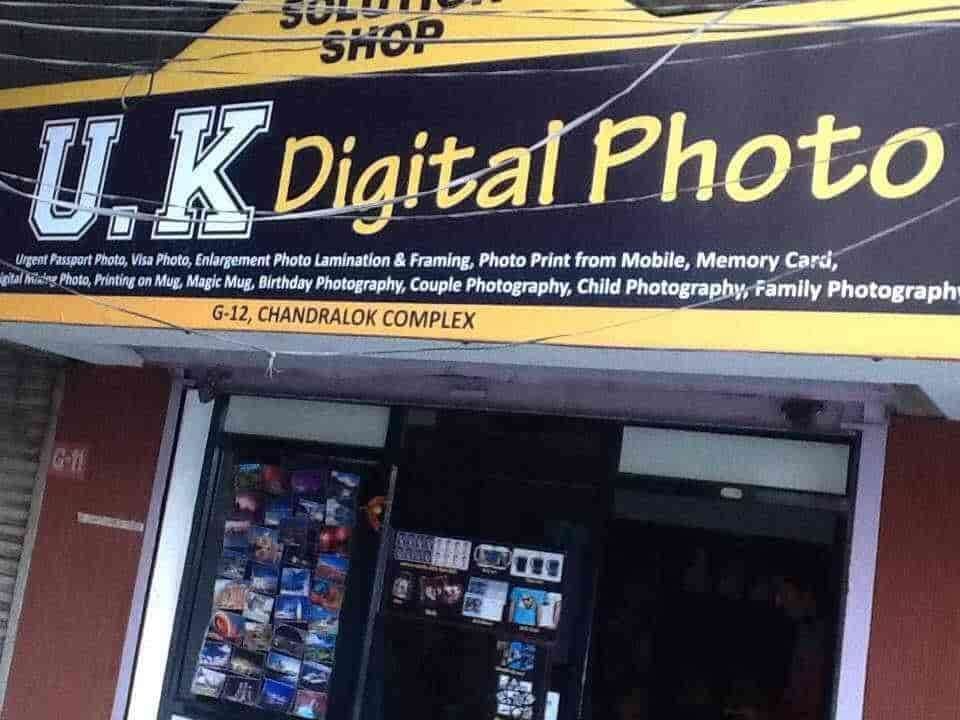 SOLUTION
SHOP
U.K Digital Photo
Urgent Passport Photo, Visa Photo, Enlargement Photo Lamination & Framing, Photo Print from Mobile, Memory Card,
Photo, Printing on Mug, Magic Mug, Birthday Photography, Couple Photography, Child Photography, Family Photography
G-12, CHANDRALOK COMPLEX
G-11